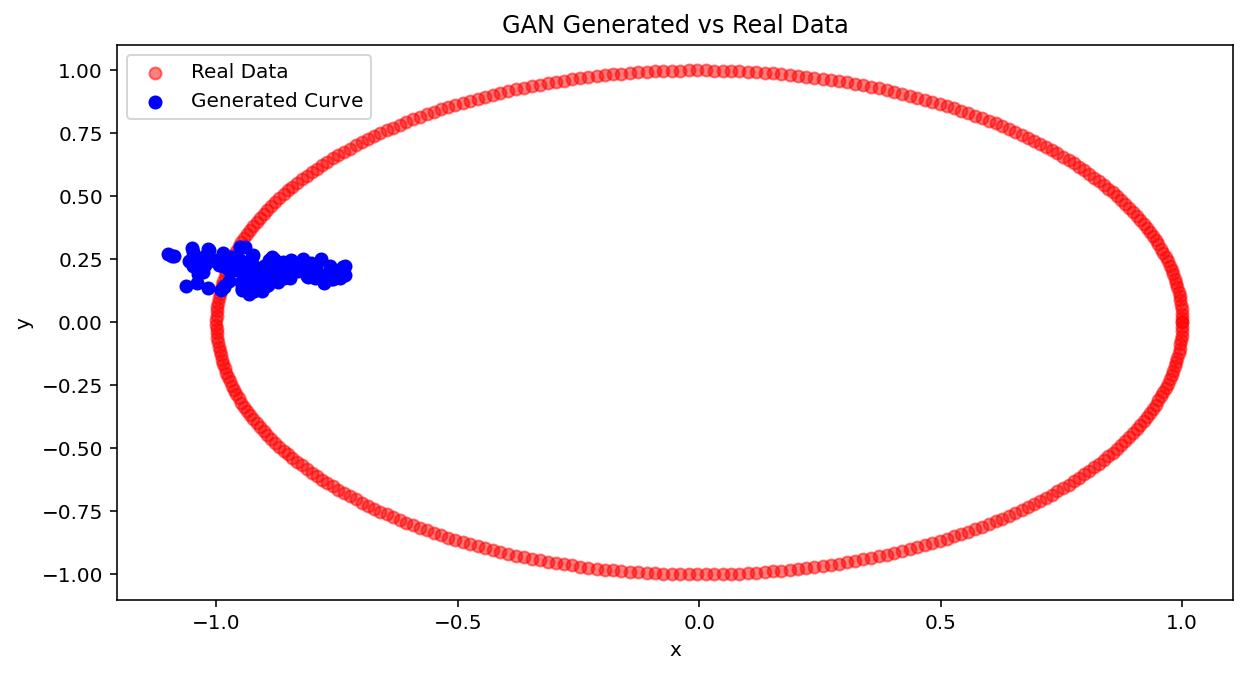 GAN Generated vs Real Data
Real Data
Generated Curve
1.00
0.75
0.50
0.25
0.00
−0.25
−0.50
−0.75
−1.00
y
−1.0 −0.5 0.0 0.5 1.0
x